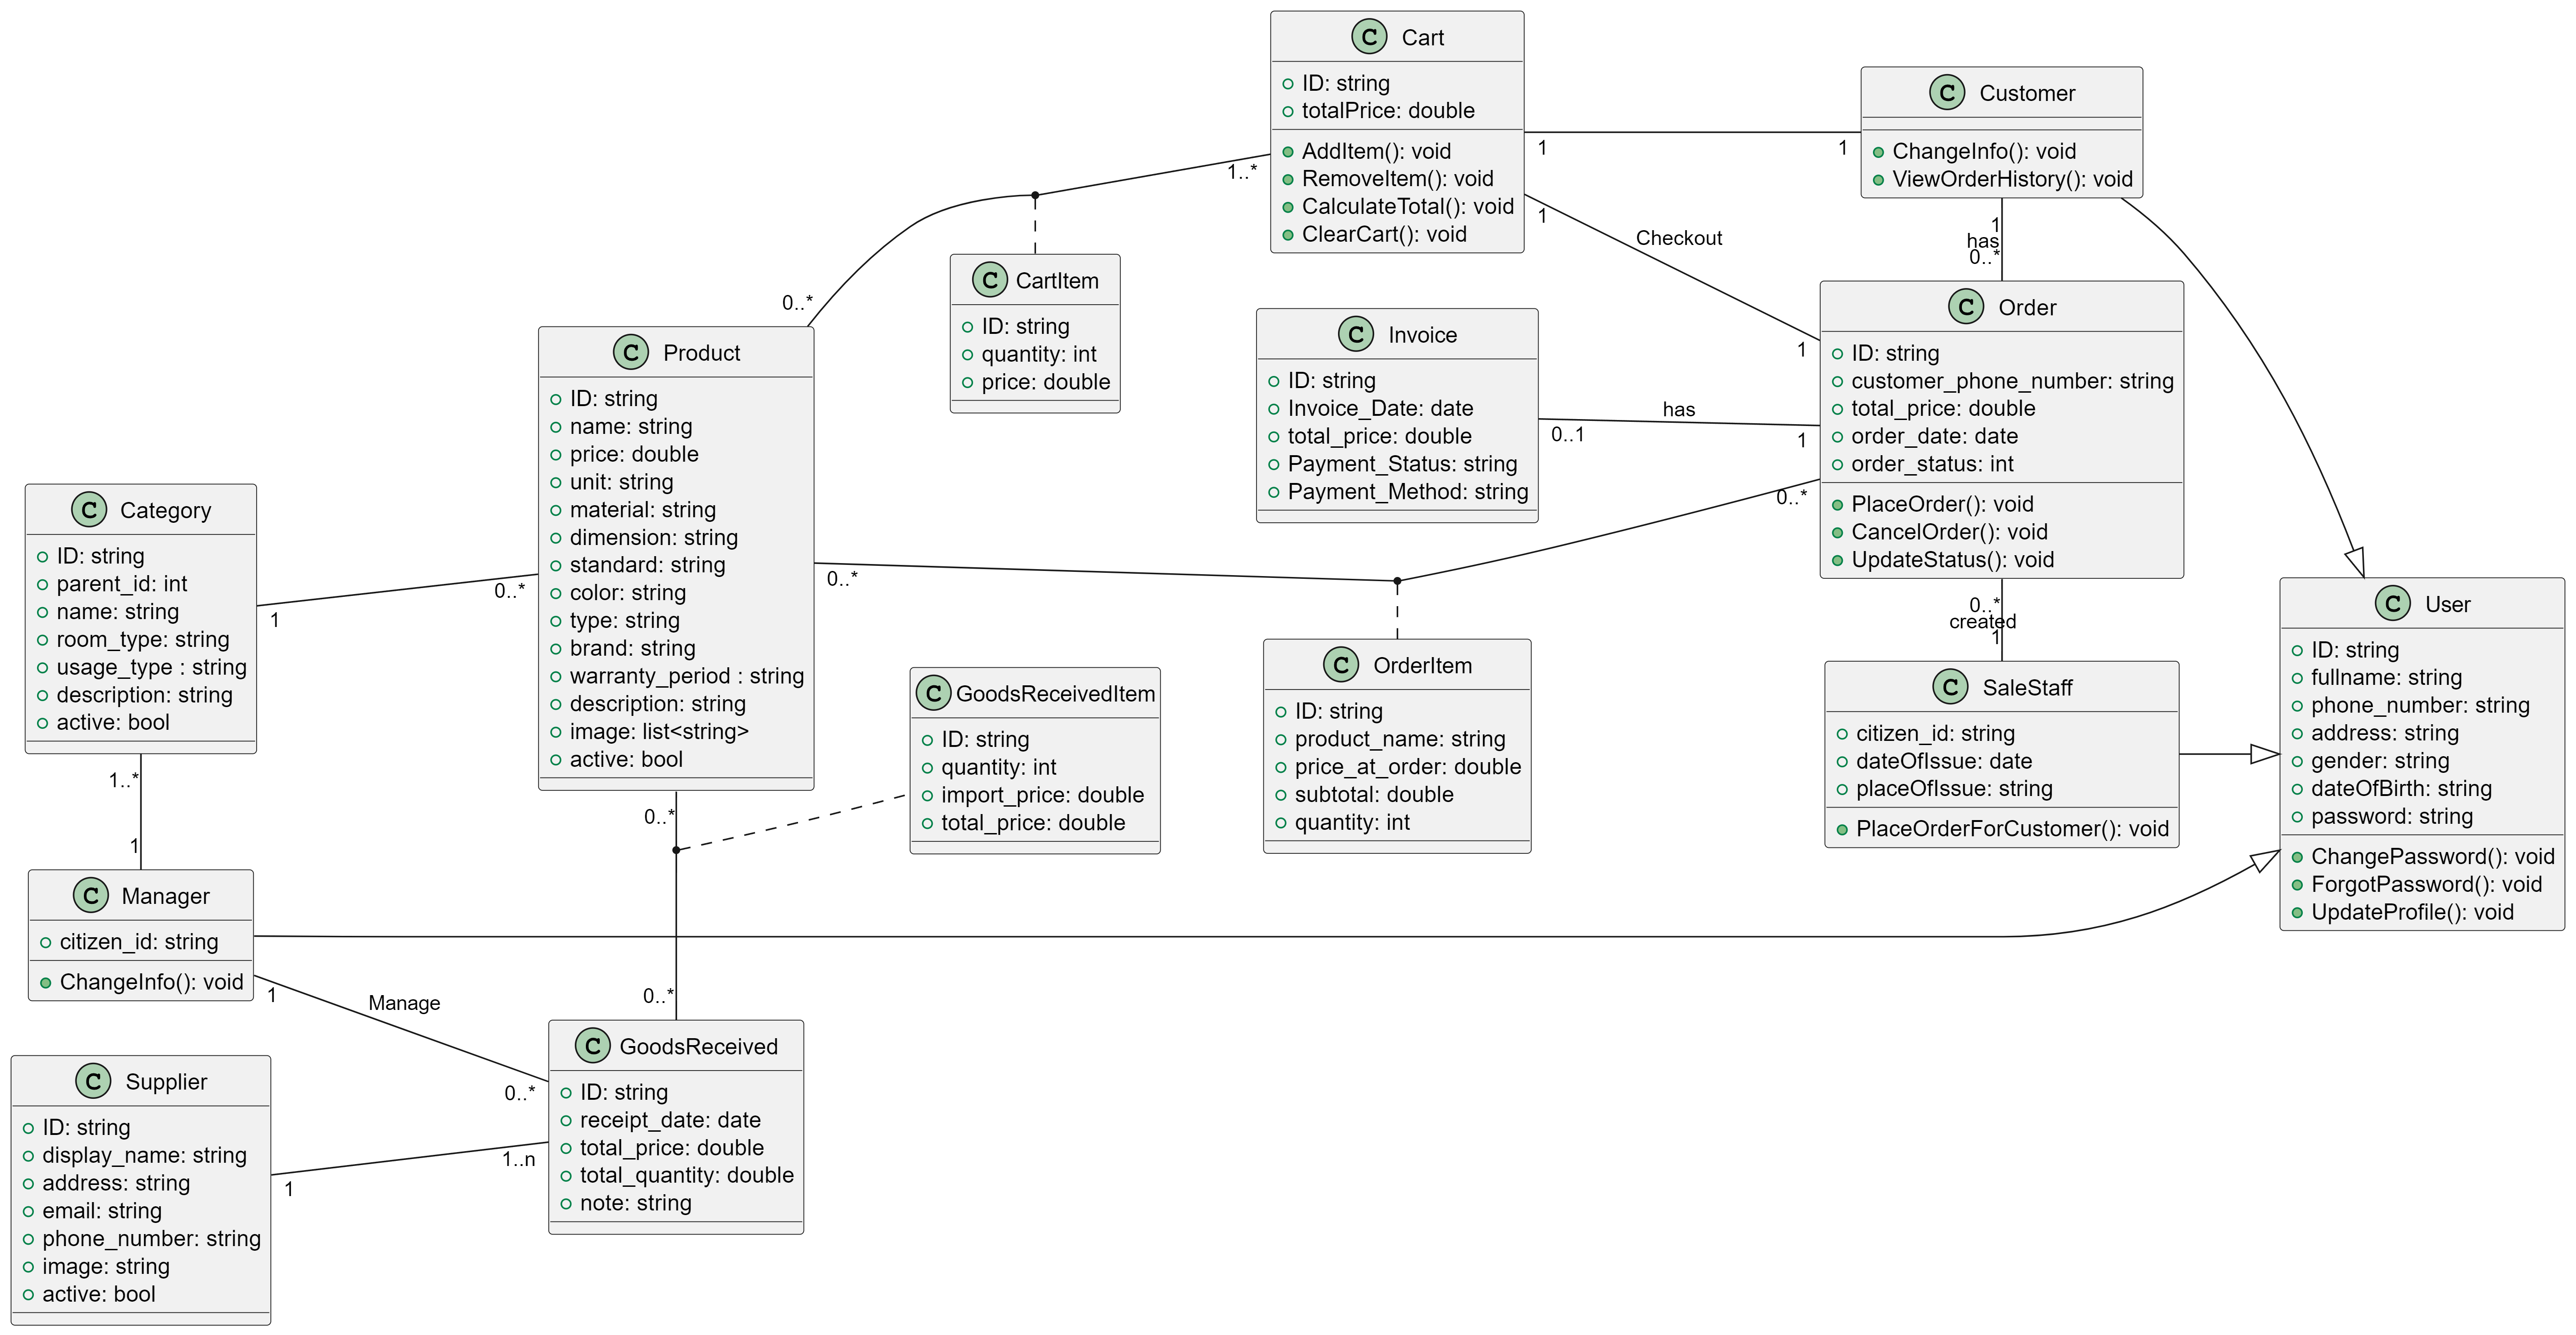 C Cart
ID: string
totalPrice: double
AddItem(): void
RemoveItem(): void
CalculateTotal(): void
ClearCart(): void
1..*
1
1
1
C Customer
ChangeInfo(): void
ViewOrderHistory(): void
1
has
0..*
Checkout
1
C CartItem
ID: string
quantity: int
price: double
0..*
C Invoice
ID: string
Invoice_Date: date
total_price: double
Payment_Status: string
Payment_Method: string
has
0..1
1
0..*
C Order
ID: string
customer_phone_number: string
total_price: double
order_date: date
order_status: int
PlaceOrder(): void
CancelOrder(): void
UpdateStatus(): void
0..*
created
1
C Product
ID: string
name: string
price: double
unit: string
material: string
dimension: string
standard: string
color: string
type: string
brand: string
warranty_period : string
description: string
image: list<string>
active: bool
0..*
0..*
0..*
C Category
ID: string
parent_id: int
name: string
room_type: string
usage_type : string
description: string
active: bool
1
1..*
1
C GoodsReceivedItem
ID: string
quantity: int
import_price: double
total_price: double
C OrderItem
ID: string
product_name: string
price_at_order: double
subtotal: double
quantity: int
C SaleStaff
citizen_id: string
dateOfIssue: date
placeOfIssue: string
PlaceOrderForCustomer(): void
C User
ID: string
fullname: string
phone_number: string
address: string
gender: string
dateOfBirth: string
password: string
ChangePassword(): void
ForgotPassword(): void
UpdateProfile(): void
C Manager
citizen_id: string
ChangeInfo(): void
1
Manage
0..*
0..*
C GoodsReceived
ID: string
receipt_date: date
total_price: double
total_quantity: double
note: string
1..n
1
C Supplier
ID: string
display_name: string
address: string
email: string
phone_number: string
image: string
active: bool